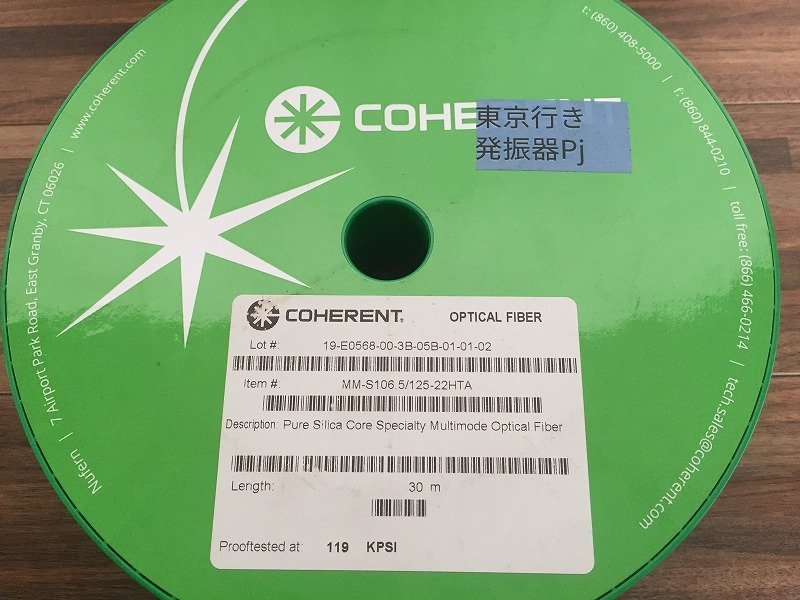 Nufern | 7 Airport Park Road, East Granby, CT 06026 | www.coherent.com
t: (860) 408-5000 | f: (860) 844-0210 | toll free: (866) 466-0214 | tech.sales@coherent.com
COHERENT
東京行き
発振器Pj
COHERENT. OPTICAL FIBER
Lot #: 19-E0568-00-3B-05B-01-01-02
Item #: MM-S106.5/125-22HTA
Description: Pure Silica Core Specialty Multimode Optical Fiber
Length: 30 m
Prooftested at: 119 KPSI